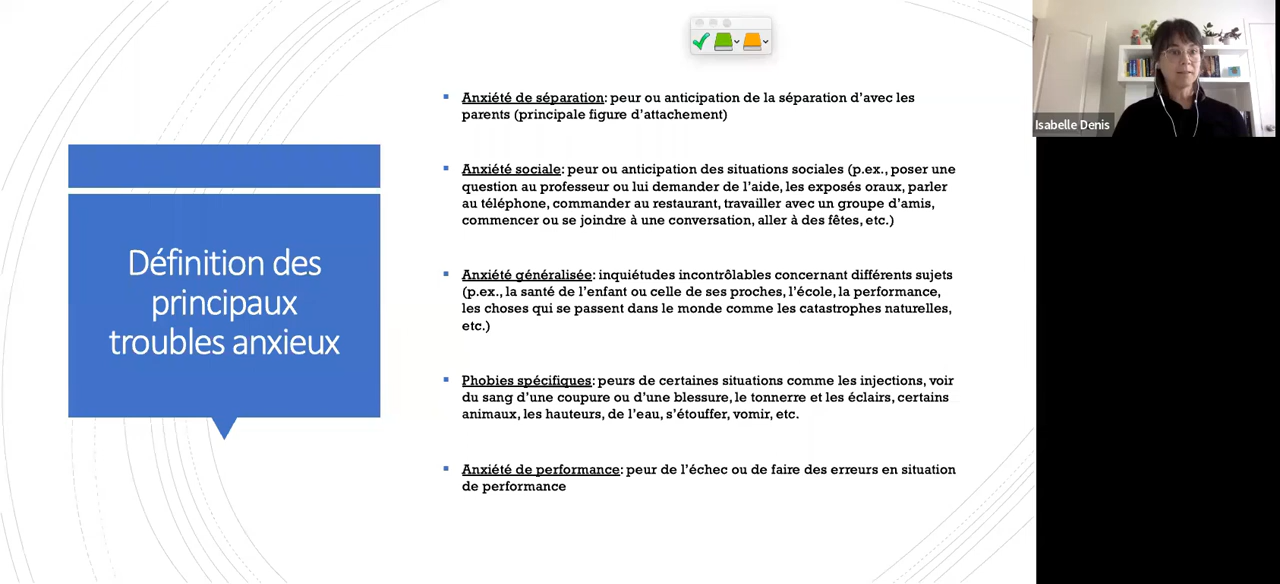 Définition des
principaux
troubles anxieux
Anxiété de séparation: peur ou anticipation de la séparation d'avec les
parents (principale figure d'attachement)
Anxiété sociale: peur ou anticipation des situations sociales (p.ex., poser une
question au professeur ou lui demander de l'aide, les exposés oraux, parler
au téléphone, commander au restaurant, travailler avec un groupe d'amis,
commencer ou se joindre à une conversation, aller à des fêtes, etc.)
Anxiété généralisée: inquiétudes incontrôlables concernant différents sujets
(p.ex., la santé de l'enfant ou celle de ses proches, l'école, la performance,
les choses qui se passent dans le monde comme les catastrophes naturelles,
etc.)
Phobies spécifiques: peurs de certaines situations comme les injections, voir
du sang d'une coupure ou d'une blessure, le tonnerre et les éclairs, certains
animaux, les hauteurs, de l'eau, s'étouffer, vomir, etc.
Anxiété de performance: peur de l'échec ou de faire des erreurs en situation
de performance
Isabelle Denis